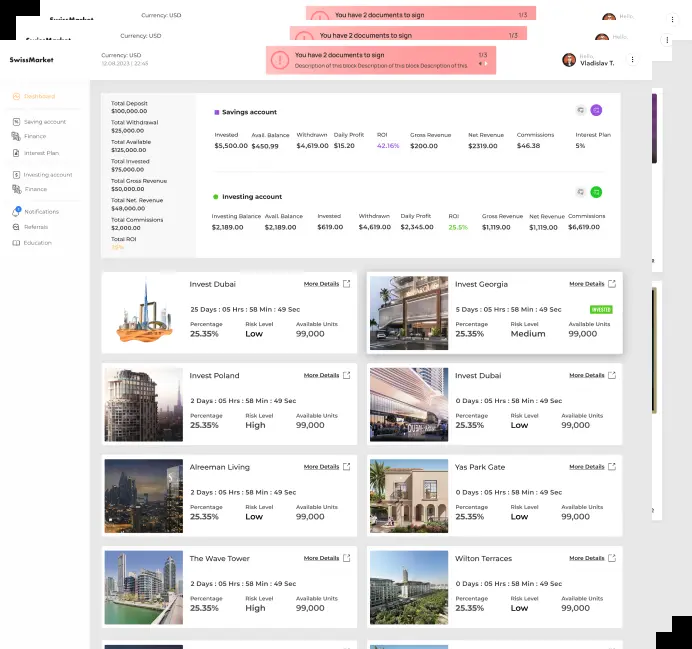 SwissMarket
Currency: USD
You have 2 documents to sign
1/3
Hello,
SwissMarket
Currency: USD
You have 2 documents to sign
1/3
Hello,
SwissMarket
Currency: USD
12.08.2023 | 22:45
You have 2 documents to sign
1/3
Description of this block Description of this block Description of this
Hello,
Vladislav T.
Dashboard
Saving account
Finance
Interest Plan
Investing account
Finance
Notifications
Referrals
Education
Total Deposit
$100,000.00
Total Withdrawal
$25,000.00
Total Available
$125,000.00
Total Invested
$75,000.00
Total Gross Revenue
$50,000.00
Total Net. Revenue
$48,000.00
Total Commissions
$2,000.00
Total ROI
Savings account
Invested Avail. Balance Withdrawn Daily Profit ROI Gross Revenue Net Revenue Commissions Interest Plan
$5,500.00 $450.99 $4,619.00 $15.20 42.16% $200.00 $2319.00 $46.38 5%
Investing account
Investing Balance Avail. Balance Invested Withdrawn Daily Profit ROI Gross Revenue Net Revenue Commissions
$2,189.00 $2,189.00 $619.00 $4,619.00 $2,345.00 25.5% $1,119.00 $1,119.00 $6,619.00
Invest Dubai
More Details
25 Days : 05 Hrs : 58 Min : 49 Sec
Percentage Risk Level Available Units
25.35% Low 99,000
Invest Georgia
More Details
5 Days : 05 Hrs : 58 Min : 49 Sec
INVESTED
Percentage Risk Level Available Units
25.35% Medium 99,000
Invest Poland
More Details
2 Days : 05 Hrs : 58 Min : 49 Sec
Percentage Risk Level Available Units
25.35% High 99,000
Invest Dubai
More Details
0 Days : 05 Hrs : 58 Min : 49 Sec
Percentage Risk Level Available Units
25.35% Low 99,000
Alreeman Living
More Details
2 Days : 05 Hrs : 58 Min : 49 Sec
Percentage Risk Level Available Units
25.35% Low 99,000
Yas Park Gate
More Details
0 Days : 05 Hrs : 58 Min : 49 Sec
Percentage Risk Level Available Units
25.35% Low 99,000
The Wave Tower
More Details
2 Days : 05 Hrs : 58 Min : 49 Sec
Percentage Risk Level Available Units
25.35% High 99,000
Wilton Terraces
More Details
0 Days : 05 Hrs : 58 Min : 49 Sec
Percentage Risk Level Available Units
25.35% Low 99,000